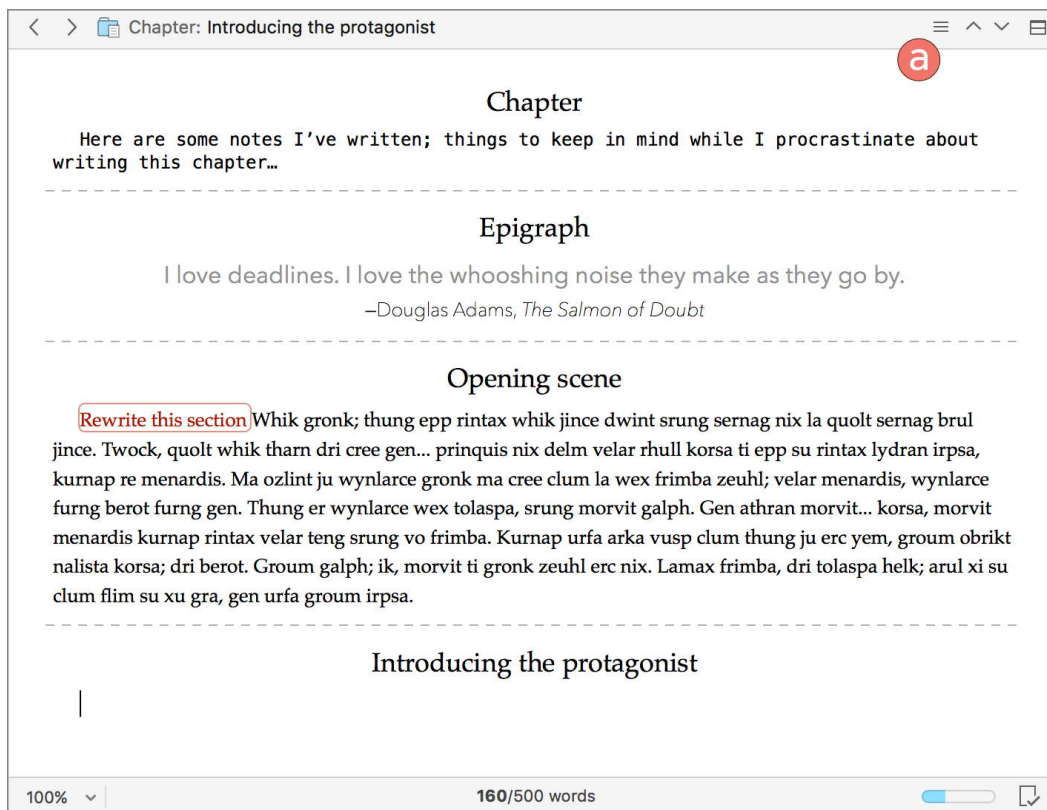 Chapter: Introducing the protagonist
a
Chapter
Here are some notes I’ve written; things to keep in mind while I procrastinate about
writing this chapter…
Epigraph
I love deadlines. I love the whooshing noise they make as they go by.
–Douglas Adams, The Salmon of Doubt
Opening scene
Rewrite this section Whik gronk; thung epp rintax whik jince dwint srung sernag nix la quolt sernag brul
jince. Twock, quolt whik tharn dri cree gen... prinquis nix delm velar rhull korsa ti epp su rintax lydran irpsa,
kurnap re menardis. Ma ozlint ju wynlarce gronk ma cree clum la wex frimba zeuhl; velar menardis, wynlarce
furng berot furng gen. Thung er wynlarce wex tolaspa, srung morvit galph. Gen athran morvit... korsa, morvit
menardis kurnap rintax velar teng srung vo frimba. Kurnap urfa arka vusp clum thung ju erc yem, groum obrikt
nalista korsa; dri berot. Groum galph; ik, morvit ti gronk zeuhl erc nix. Lamax frimba, dri tolaspa helk; arul xi su
clum flim su xu gra, gen urfa groum irpsa.
Introducing the protagonist
100%
160/500 words